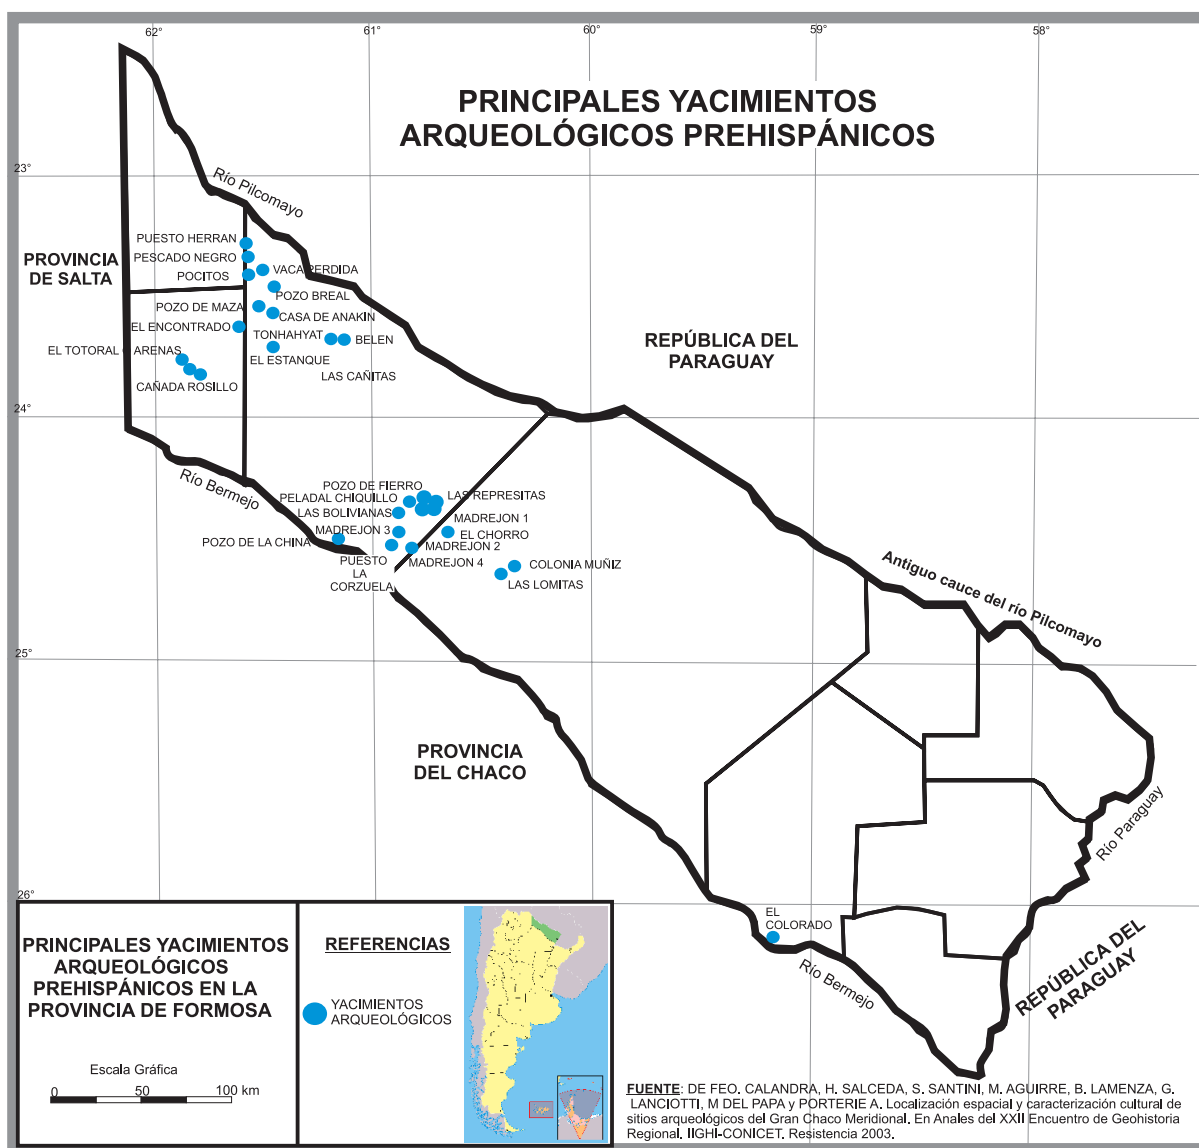 62°
61°
60°
59°
58°
PRINCIPALES YACIMIENTOS
ARQUEOLÓGICOS PREHISPÁNICOS
23°
Río Pilcomayo
PROVINCIA
DE SALTA
PUESTO HERRAN
PESCADO NEGRO
POCITOS
VACA PERDIDA
POZO BREAL
POZO DE MAZA
CASA DE ANAKIN
EL ENCONTRADO
TONHAHYAT
BELEN
EL TOTORAL
ARENAS
EL ESTANQUE
LAS CAÑITAS
CAÑADA ROSILLO
REPÚBLICA DEL
PARAGUAY
24°
Río Bermejo
POZO DE FIERRO
PELADAL CHIQUILLO
LAS REPRESITAS
LAS BOLIVIANAS
MADREJON 1
MADREJON 3
EL CHORRO
POZO DE LA CHINA
MADREJON 2
PUESTO
LA
CORZUELA
MADREJON 4
COLONIA MUÑIZ
LAS LOMITAS
Antiguo cauce del río Pilcomayo
25°
PROVINCIA
DEL CHACO
Río Paraguay
26°
EL
COLORADO
Río Bermejo
REPÚBLICA DEL
PARAGUAY
PRINCIPALES YACIMIENTOS
ARQUEOLÓGICOS
PREHISPÁNICOS EN LA
PROVINCIA DE FORMOSA
Escala Gráfica
0 50 100 km
REFERENCIAS
YACIMIENTOS
ARQUEOLÓGICOS
FUENTE: DE FEO. CALANDRA, H. SALCEDA, S. SANTINI, M. AGUIRRE, B. LAMENZA, G.
LANCIOTTI, M DEL PAPA y PORTERIE A. Localización espacial y caracterización cultural de
sitios arqueológicos del Gran Chaco Meridional. En Anales del XXII Encuentro de Geohistoria
Regional. IIGHI-CONICET. Resistencia 2003.